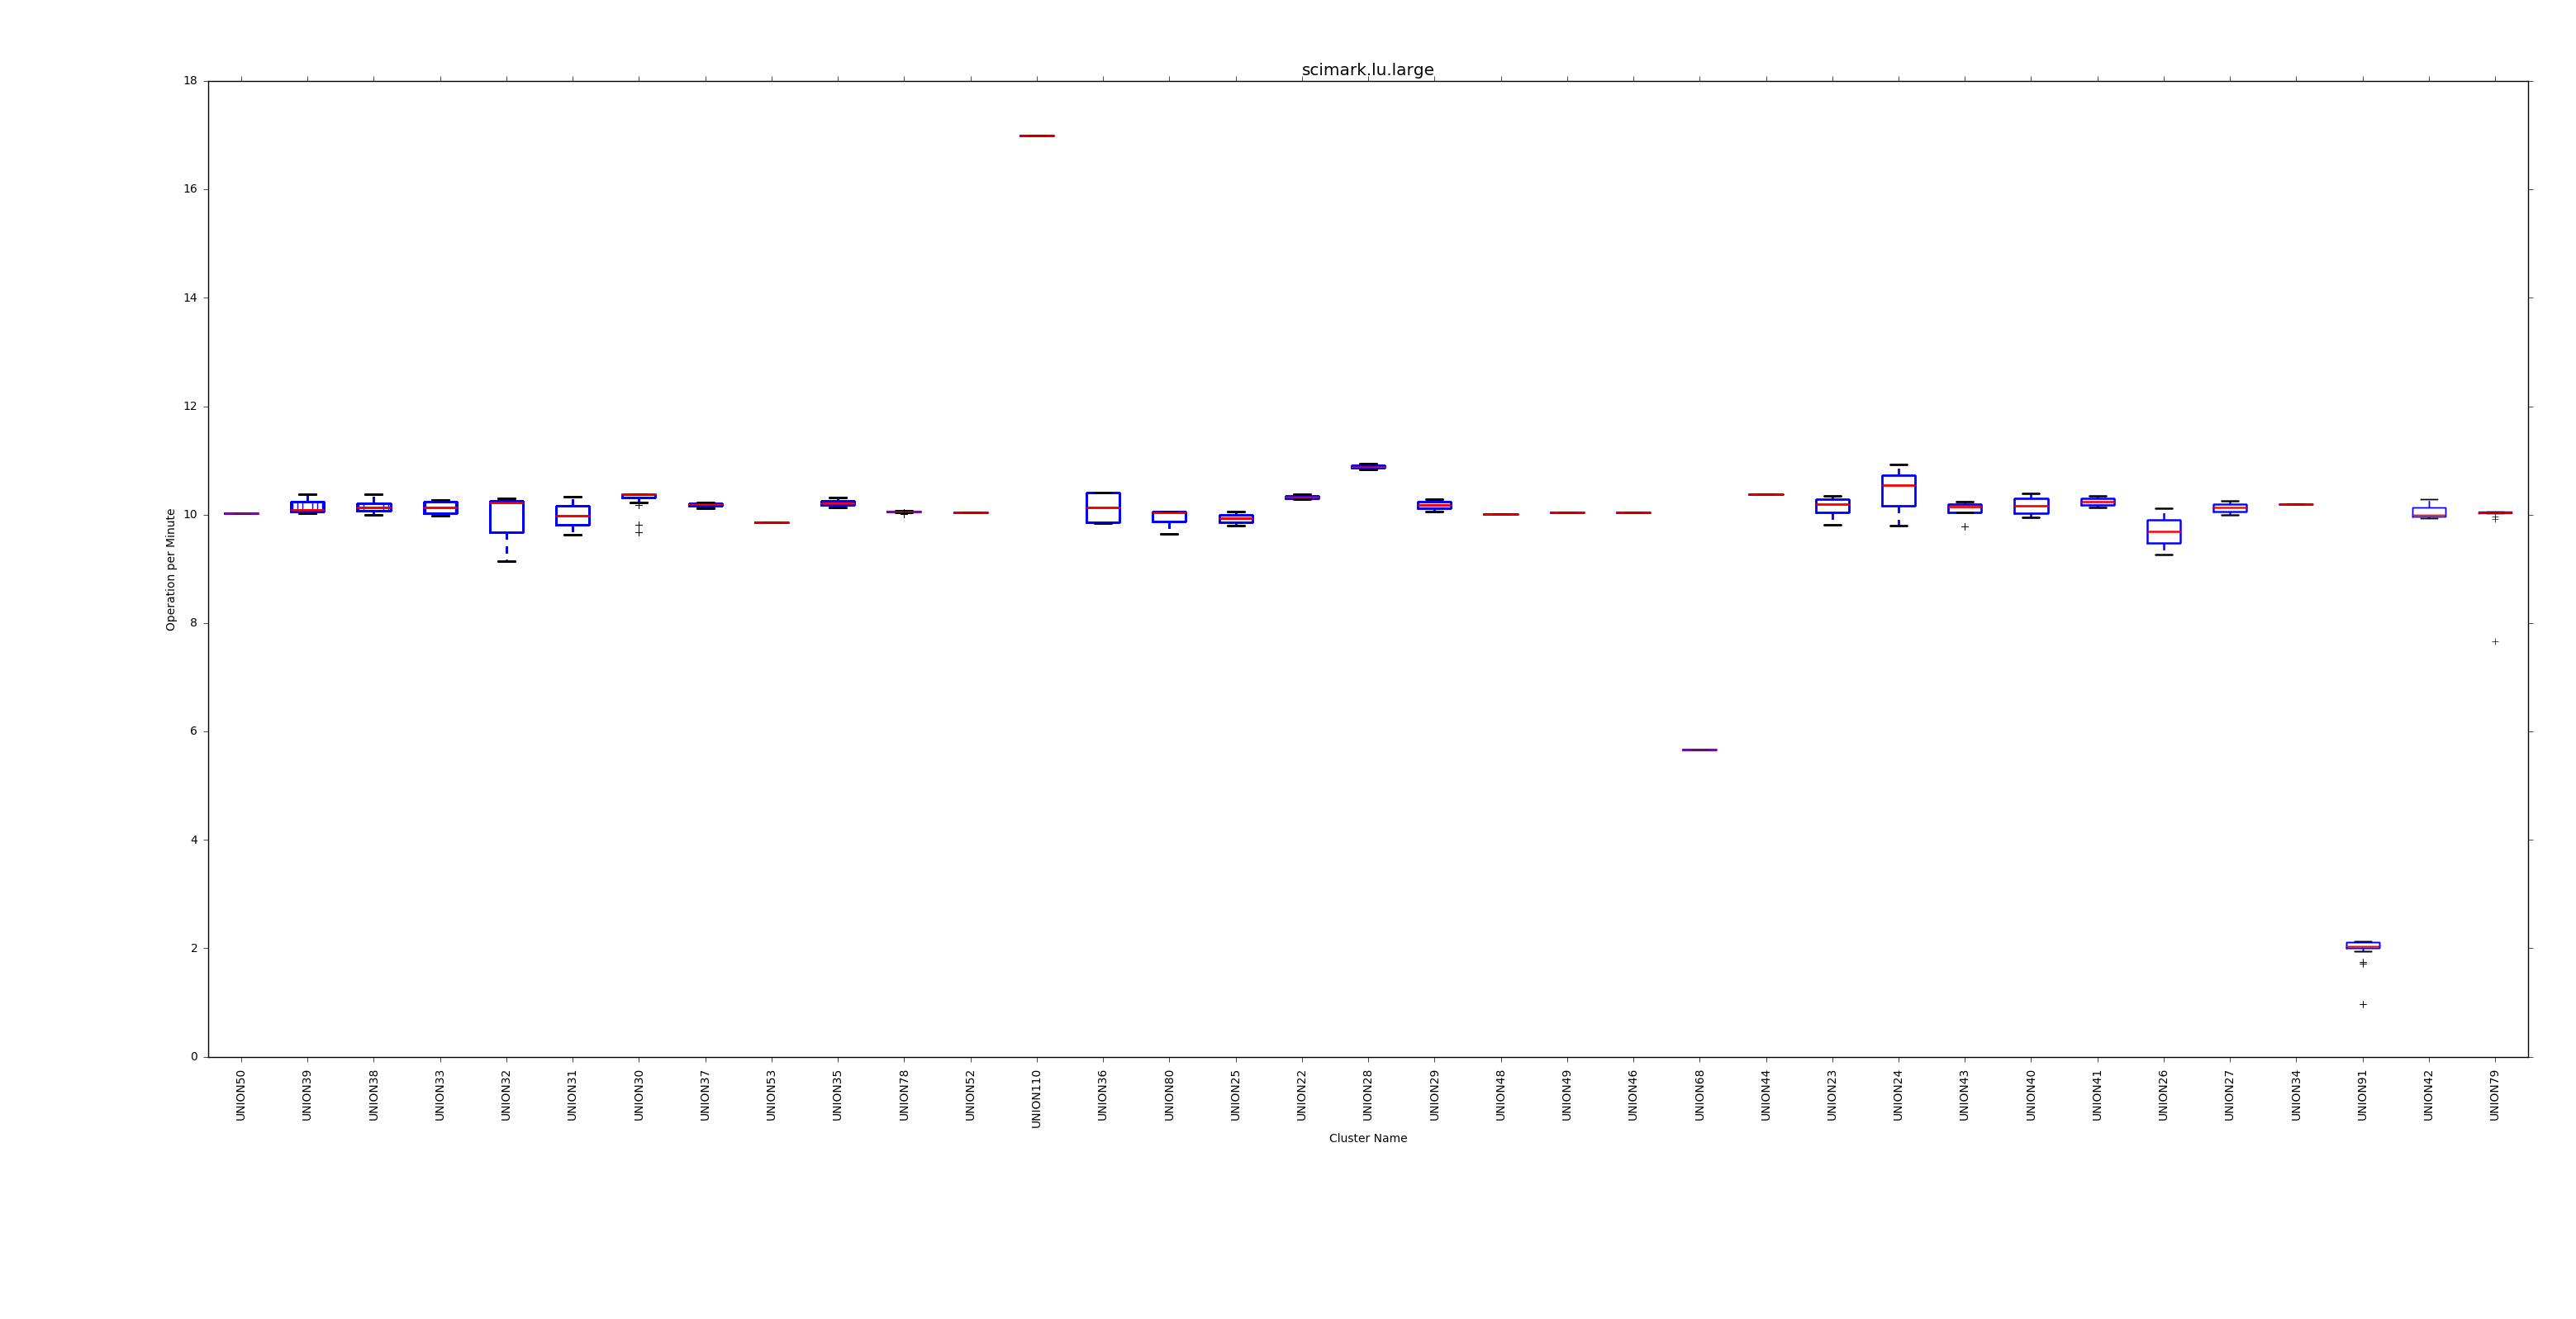 scimark.lu.large
18
16
14
12
10
8
6
4
2
0
Operation per Minute
UNION50
UNION39
UNION38
UNION33
UNION32
UNION31
UNION30
UNION37
UNION53
UNION35
UNION78
UNION52
UNION110
UNION36
UNION80
UNION25
UNION22
UNION28
UNION29
UNION48
UNION49
UNION46
UNION68
UNION44
UNION23
UNION24
UNION43
UNION40
UNION41
UNION26
UNION27
UNION34
UNION91
UNION42
UNION79
Cluster Name